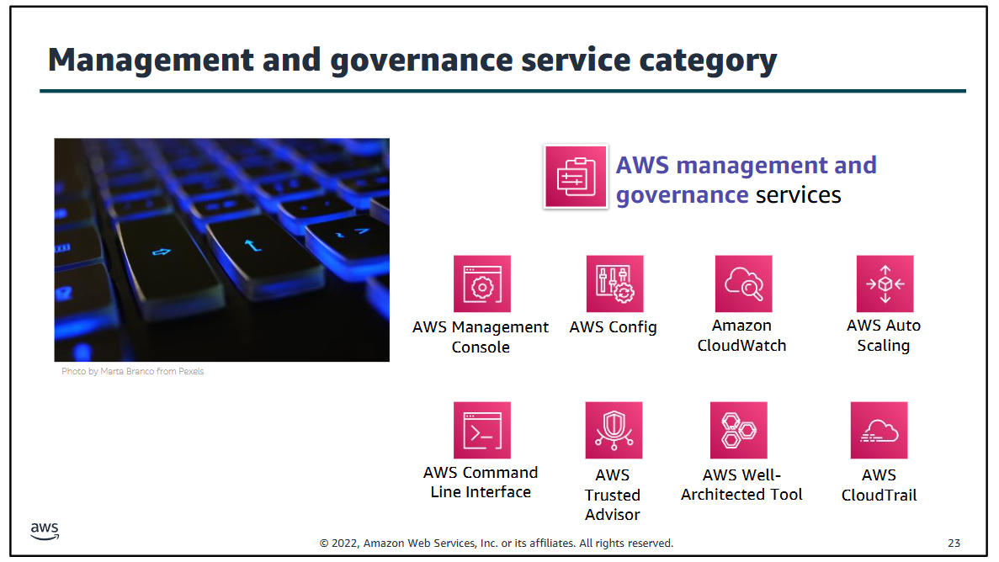 Management and governance service category
AWS management and
governance services
AWS Management
Console
AWS Config
Amazon
CloudWatch
AWS Auto
Scaling
Photo by Marta Branco from Pexels
AWS Command
Line Interface
AWS
Trusted
Advisor
AWS Well-
Architected Tool
AWS
CloudTrail
aws
© 2022, Amazon Web Services, Inc. or its affiliates. All rights reserved.
23